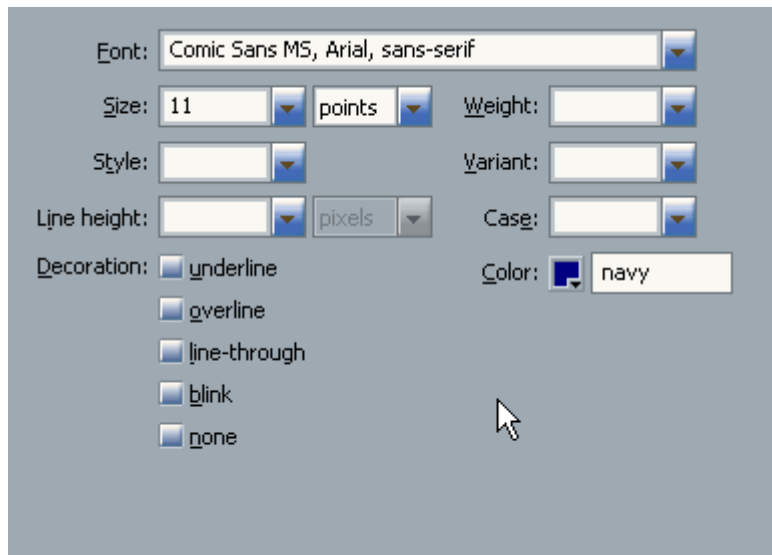 Font: Comic Sans MS, Arial, sans-serif
Size: 11 points Weight:
Style: Variant:
Line height: pixels Case:
Decoration: underline Color: navy
overline
line-through
blink
none